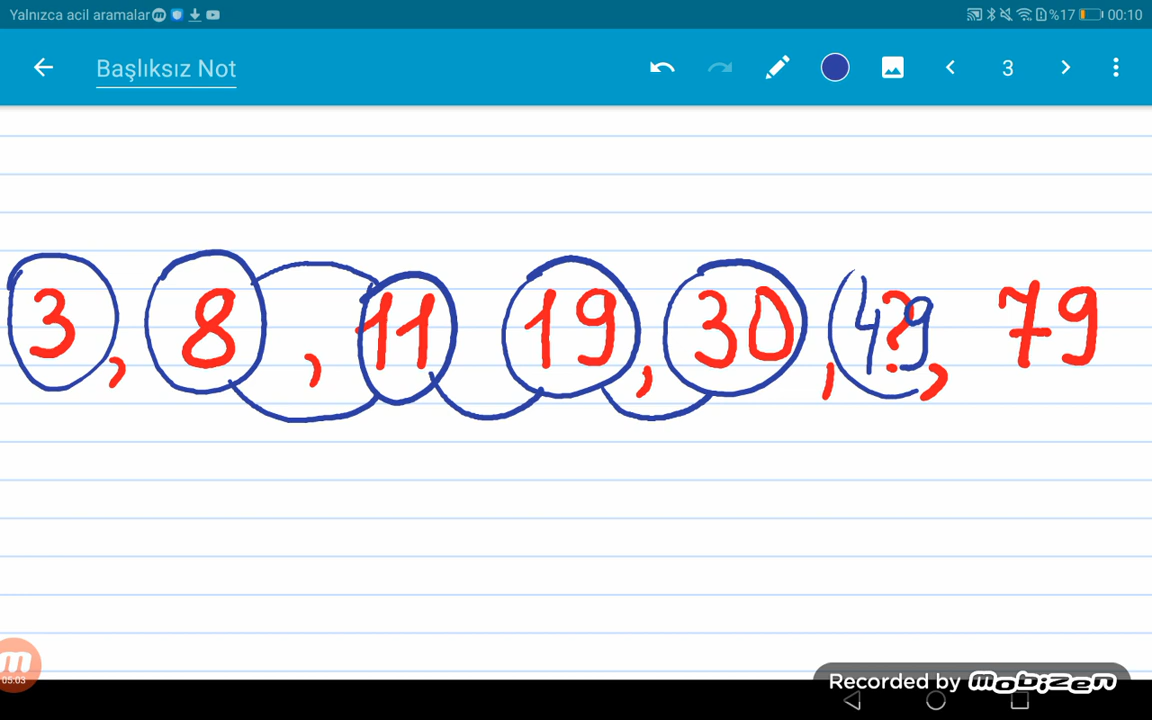 Yalnızca acil aramalar %17 00:10
Başlıksız Not 3
3, 8, 11 19, 30, ?, 79
49
m
05:03
Recorded by mobizen